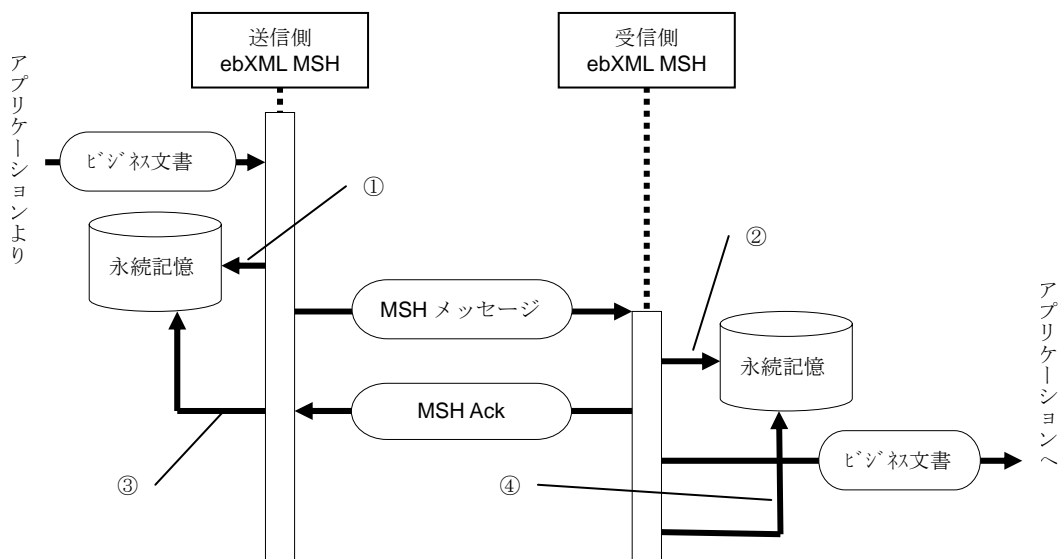 送信側
ebXML MSH
受信側
ebXML MSH
アプリケーションより
ﾋﾞｼﾞﾈｽ文書
①
②
永続記憶
MSH メッセージ
アプリケーションへ
永続記憶
MSH Ack
ﾋﾞｼﾞﾈｽ文書
③
④